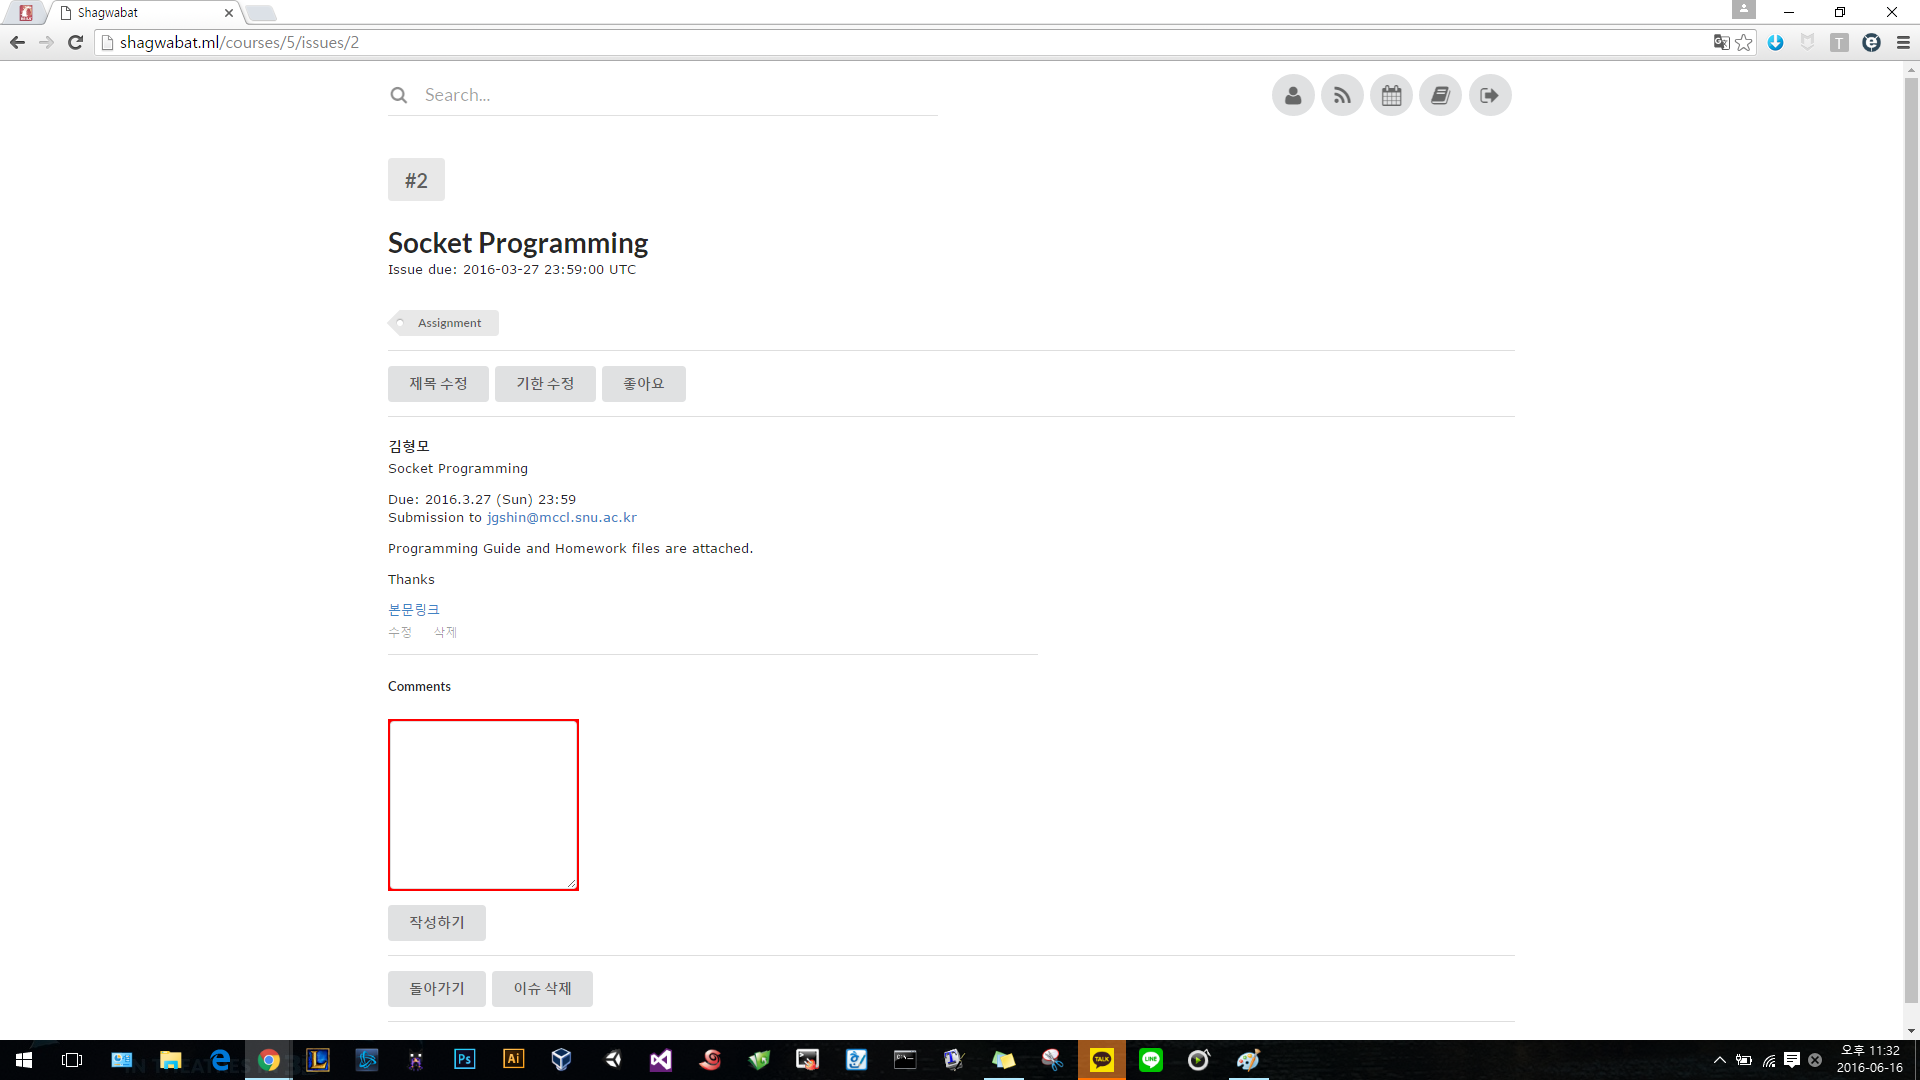 Shagwabat
shagwabat.ml/courses/5/issues/2
Search...
#2
Socket Programming
Issue due: 2016-03-27 23:59:00 UTC
Assignment
제목 수정
기한 수정
좋아요
김형모
Socket Programming
Due: 2016.3.27 (Sun) 23:59
Submission to jgshin@mccl.snu.ac.kr
Programming Guide and Homework files are attached.
Thanks
본문링크
수정 삭제
Comments
작성하기
돌아가기
이슈 삭제
오후 11:32
2016-06-16